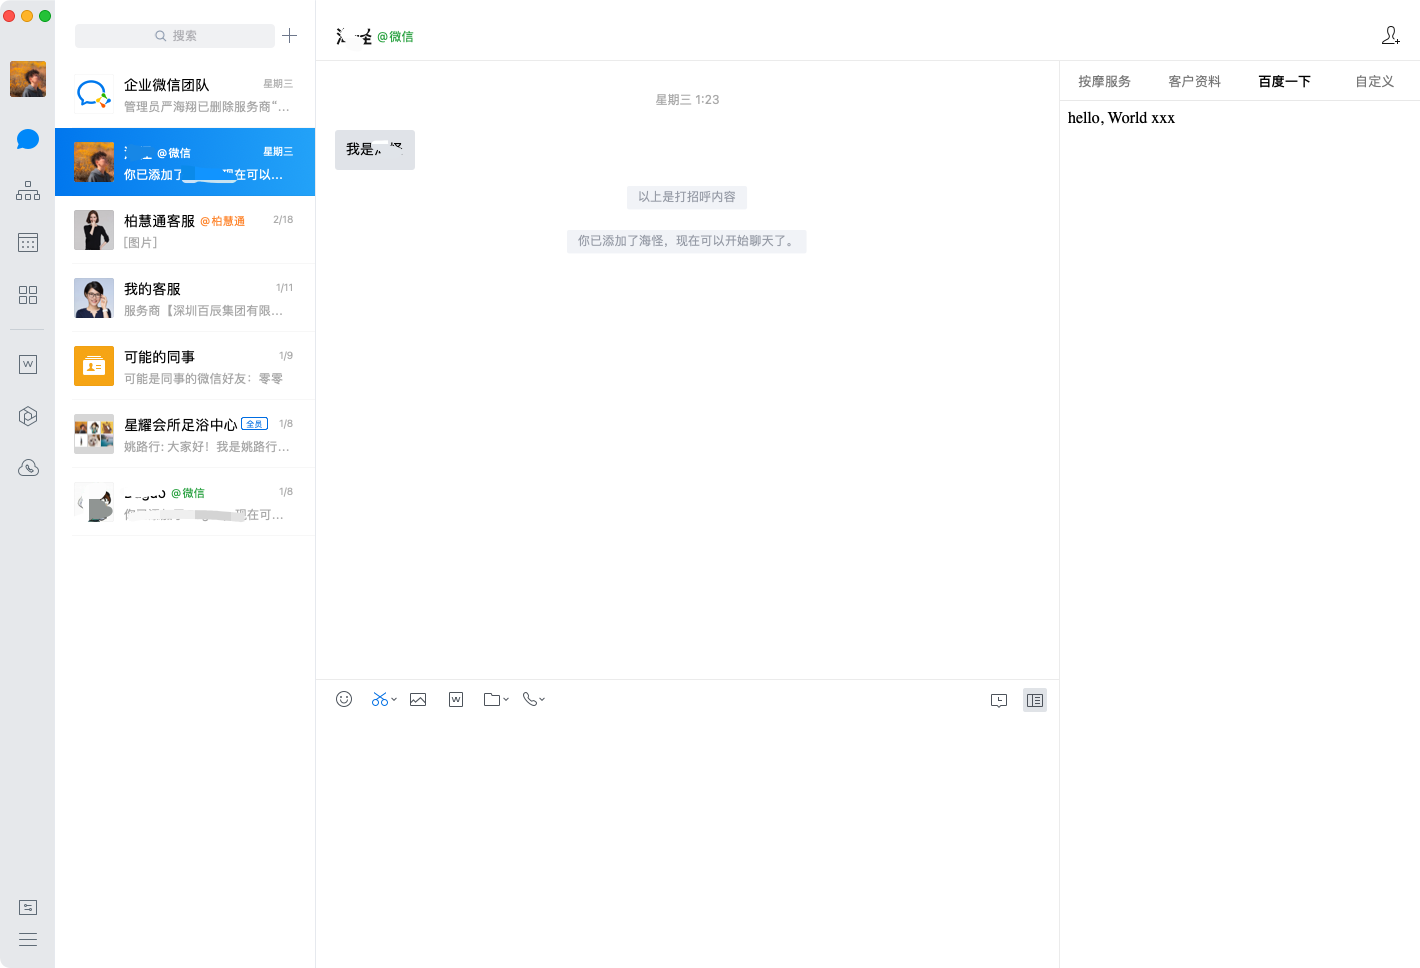 搜索
企业微信团队 星期三
管理员严海翔已删除服务商“...
@微信 星期三
你已添加了 现在可以...
柏慧通客服 @柏慧通 2/18
[图片]
我的客服 1/11
服务商【深圳百辰集团有限...
可能的同事 1/9
可能是同事的微信好友：零零
星耀会所足浴中心 全员 1/8
姚路行: 大家好！我是姚路行...
@微信 1/8
现在可...
@微信
星期三 1:23
我是
以上是打招呼内容
你已添加了海怪，现在可以开始聊天了。
按摩服务 客户资料 百度一下 自定义
hello, World xxx